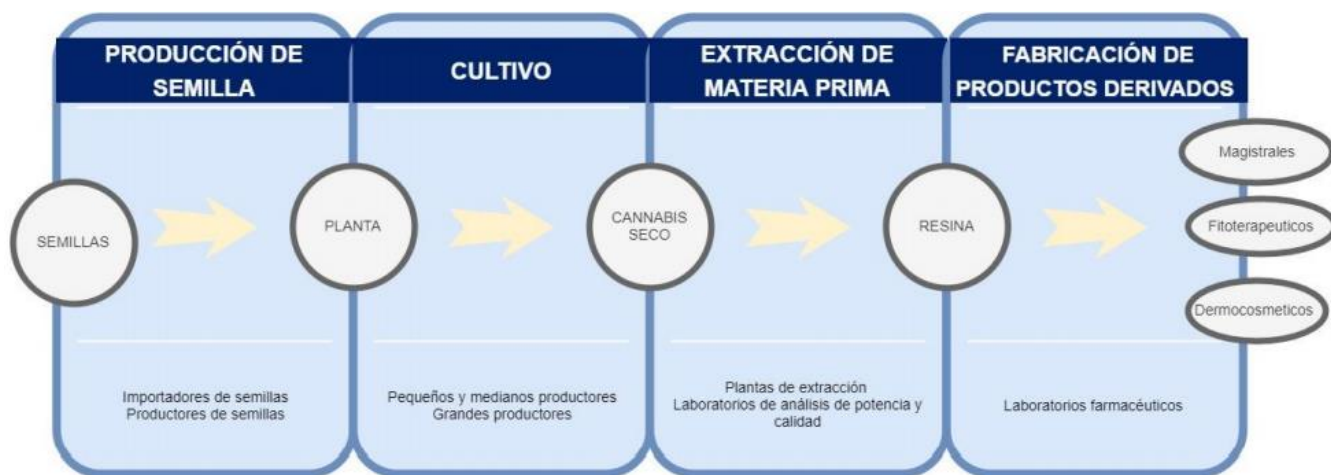 PRODUCCIÓN DE
SEMILLA
CULTIVO
EXTRACCIÓN DE
MATERIA PRIMA
FABRICACIÓN DE
PRODUCTOS DERIVADOS
SEMILLAS
PLANTA
CANNABIS
SECO
RESINA
Magistrales
Fitoterapeuticos
Dermocosmeticos
Importadores de semillas
Productores de semillas
Pequeños y medianos productores
Grandes productores
Plantas de extracción
Laboratorios de análisis de potencia y
calidad
Laboratorios farmacéuticos